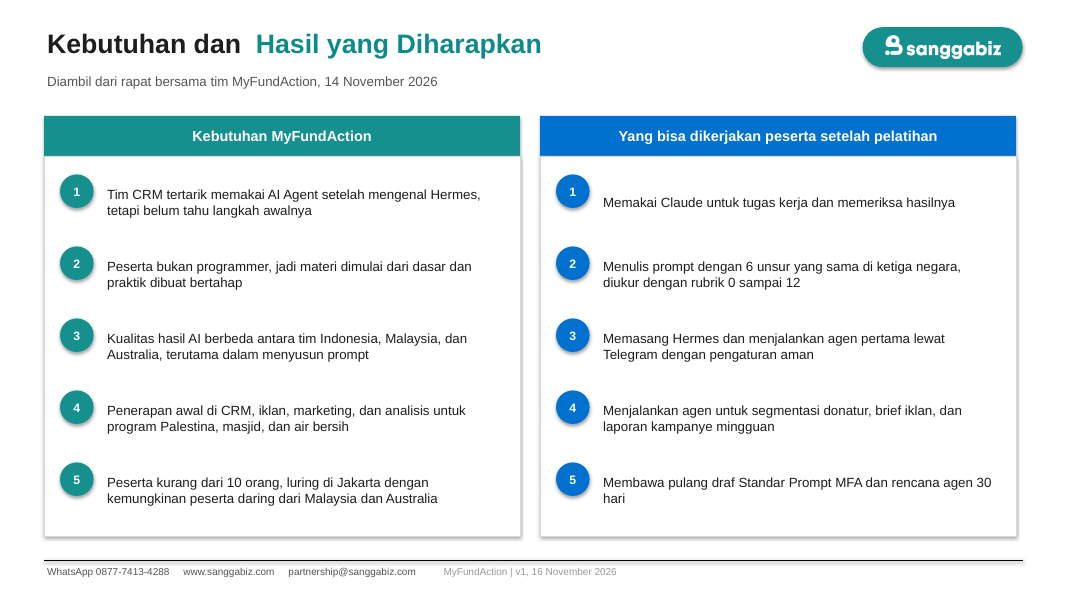 Kebutuhan dan Hasil yang Diharapkan
sanggabiz
Diambil dari rapat bersama tim MyFundAction, 14 November 2026
Kebutuhan MyFundAction
1
Tim CRM tertarik memakai AI Agent setelah mengenal Hermes,
tetapi belum tahu langkah awalnya
2
Peserta bukan programmer, jadi materi dimulai dari dasar dan
praktik dibuat bertahap
3
Kualitas hasil AI berbeda antara tim Indonesia, Malaysia, dan
Australia, terutama dalam menyusun prompt
4
Penerapan awal di CRM, iklan, marketing, dan analisis untuk
program Palestina, masjid, dan air bersih
5
Peserta kurang dari 10 orang, luring di Jakarta dengan
kemungkinan peserta daring dari Malaysia dan Australia
Yang bisa dikerjakan peserta setelah pelatihan
1
Memakai Claude untuk tugas kerja dan memeriksa hasilnya
2
Menulis prompt dengan 6 unsur yang sama di ketiga negara,
diukur dengan rubrik 0 sampai 12
3
Memasang Hermes dan menjalankan agen pertama lewat
Telegram dengan pengaturan aman
4
Menjalankan agen untuk segmentasi donatur, brief iklan, dan
laporan kampanye mingguan
5
Membawa pulang draf Standar Prompt MFA dan rencana agen 30
hari
WhatsApp 0877-7413-4288 www.sanggabiz.com partnership@sanggabiz.com MyFundAction | v1, 16 November 2026